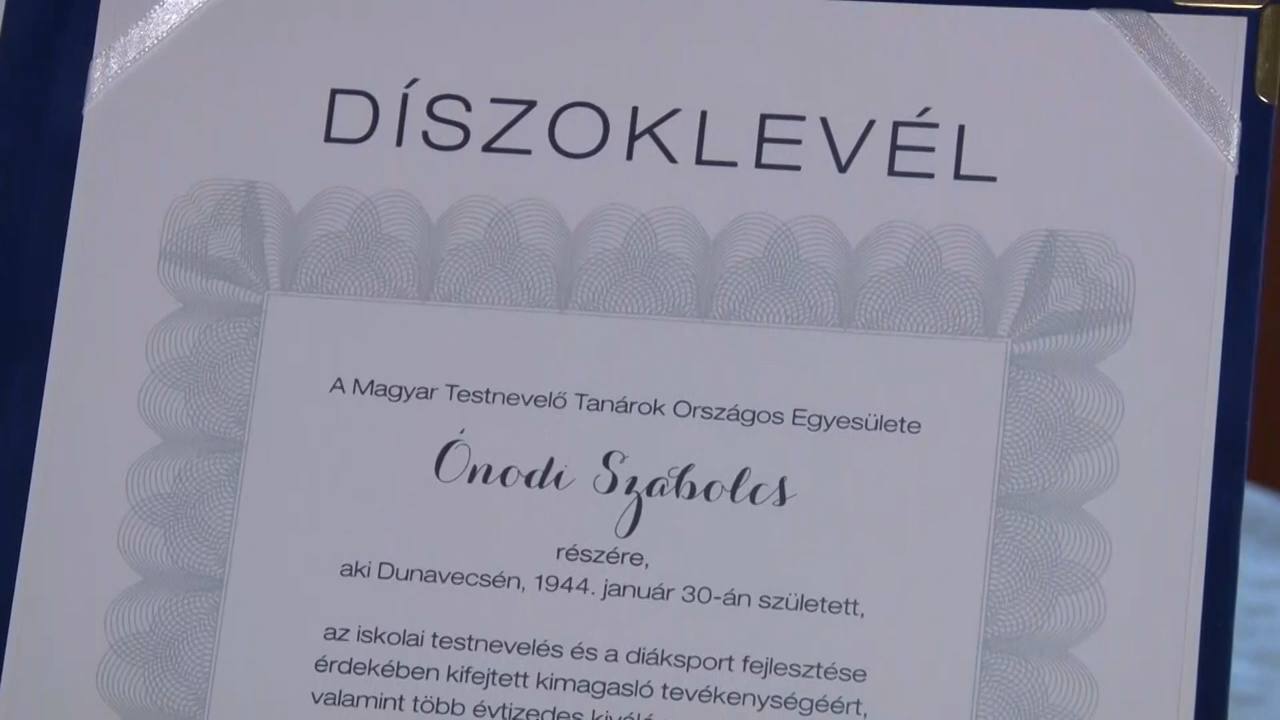 DÍSZOKLEVÉL
A Magyar Testnevelő Tanárok Országos Egyesülete
Ónodi Szabolcs
részére,
aki Dunavecsén, 1944. január 30-án született,
az iskolai testnevelés és a diáksport fejlesztése
érdekében kifejtett kimagasló tevékenységéért,
valamint több évtizedes